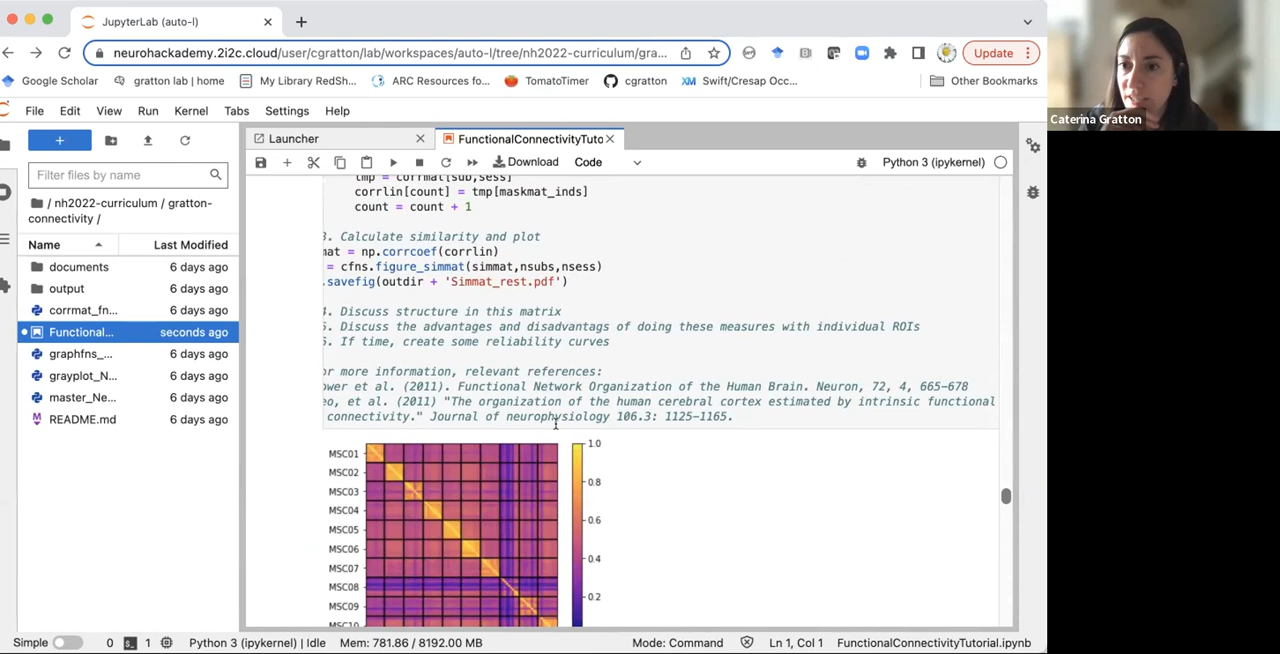 JupyterLab (auto-l)
neurohackademy.2i2c.cloud/user/cgratton/lab/workspaces/auto-l/tree/nh2022-curriculum/gra...
Update
Google Scholar
gratton lab | home
My Library RedSh...
ARC Resources fo...
TomatoTimer
cgratton
Swift/Cresap Occ...
Other Bookmarks
Caterina Gratton
File Edit View Run Kernel Tabs Settings Help
Launcher
FunctionalConnectivityTuto
Download
Code
Python 3 (ipykernel)
Filter files by name
/ nh2022-curriculum / gratton-
connectivity /
Name Last Modified
documents 6 days ago
output 6 days ago
corrmat_fn... 6 days ago
Functional... seconds ago
graphfns_... 6 days ago
grayplot_N... 6 days ago
master_Ne... 6 days ago
README.md 6 days ago
tmp = corrmat[sub,sess]
corrlin[count] = tmp[maskmat_inds]
count = count + 1
3. Calculate similarity and plot
mat = np.corrcoef(corrlin)
= cfns.figure_simmat(simmat,nsubs,nsess)
.savefig(outdir + 'Simmat_rest.pdf')
4. Discuss structure in this matrix
5. Discuss the advantages and disadvantags of doing these measures with individual ROIs
6. If time, create some reliability curves
or more information, relevant references:
ower et al. (2011). Functional Network Organization of the Human Brain. Neuron, 72, 4, 665-678
eo, et al. (2011) "The organization of the human cerebral cortex estimated by intrinsic functional
connectivity." Journal of neurophysiology 106.3: 1125-1165.
MSC01
MSC02
MSC03
MSC04
MSC05
MSC06
MSC07
MSC08
MSC09
MSC10
1.0
0.8
0.6
0.4
0.2
Simple 0 1 Python 3 (ipykernel) | Idle Mem: 781.86 / 8192.00 MB Mode: Command Ln 1, Col 1 FunctionalConnectivityTutorial.ipynb